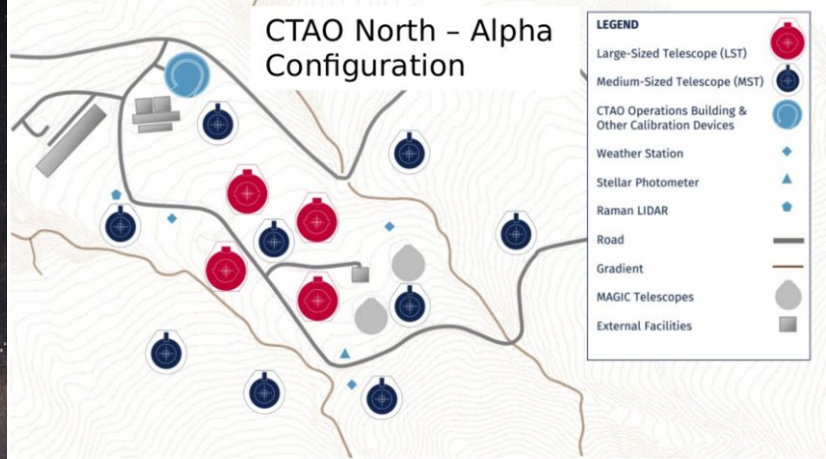 CTAO North – Alpha
Configuration
LEGEND
Large-Sized Telescope (LST)
Medium-Sized Telescope (MST)
CTAO Operations Building &
Other Calibration Devices
Weather Station
Stellar Photometer
Raman LIDAR
Road
Gradient
MAGIC Telescopes
External Facilities